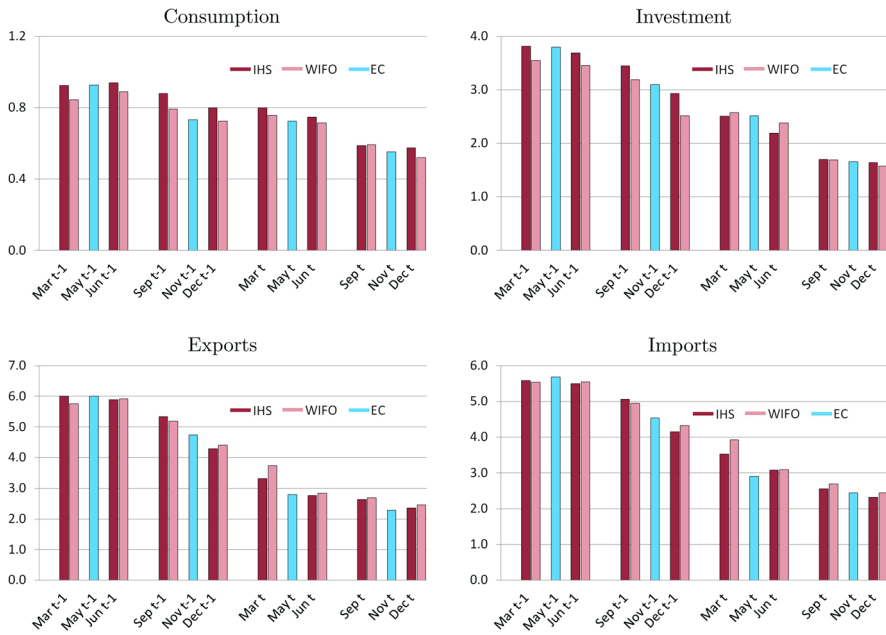 Consumption
1.2
0.8
0.4
0.0
IHS WIFO EC
Mar t-1 May t-1 Jun t-1 Sep t-1 Nov t-1 Dec t-1 Mar t May t Jun t Sep t Nov t Dec t
Investment
4.0
3.0
2.0
1.0
0.0
IHS WIFO EC
Mar t-1 May t-1 Jun t-1 Sep t-1 Nov t-1 Dec t-1 Mar t May t Jun t Sep t Nov t Dec t
Exports
7.0
6.0
5.0
4.0
3.0
2.0
1.0
0.0
IHS WIFO EC
Mar t-1 May t-1 Jun t-1 Sep t-1 Nov t-1 Dec t-1 Mar t May t Jun t Sep t Nov t Dec t
Imports
6.0
5.0
4.0
3.0
2.0
1.0
0.0
IHS WIFO EC
Mar t-1 May t-1 Jun t-1 Sep t-1 Nov t-1 Dec t-1 Mar t May t Jun t Sep t Nov t Dec t